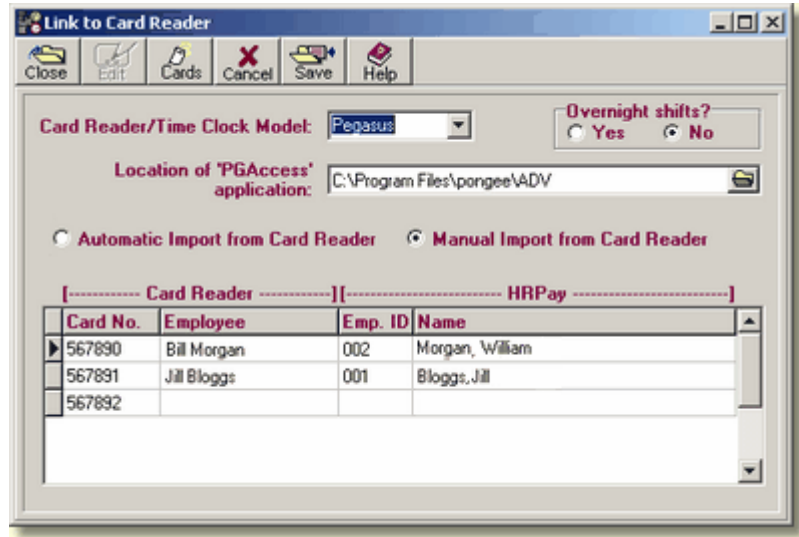 Link to Card Reader
Close Edit Cards Cancel Save Help
Card Reader/Time Clock Model: Pegasus
Overnight shifts?
Yes No
Location of 'PGAccess' application: C:\Program Files\pongee\ADV
Automatic Import from Card Reader Manual Import from Card Reader
[----------- Card Reader -----------][------------------------ HRPay ------------------------]
Card No. Employee Emp. ID Name
567890 Bill Morgan 002 Morgan, William
567891 Jill Bloggs 001 Bloggs,Jill
567892